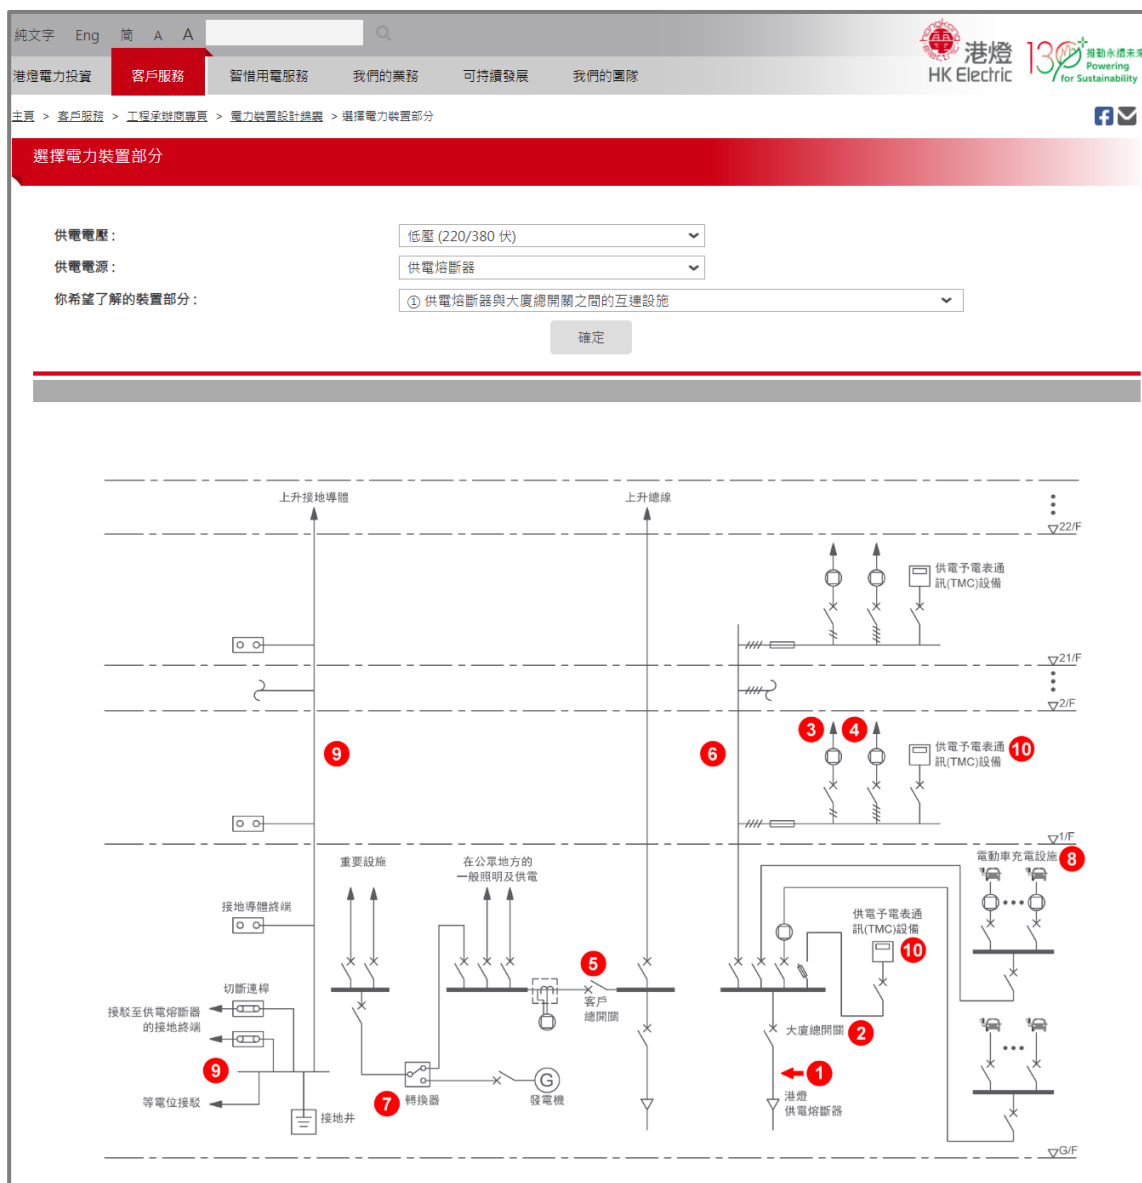 純文字 Eng 简 A A
港燈
HK Electric
130 推動永續未來
Powering
for Sustainability
港燈電力投資 客戶服務 智惜用電服務 我們的業務 可持續發展 我們的團隊
主頁 > 客戶服務 > 工程承辦商專頁 > 電力裝置設計錦囊 > 選擇電力裝置部分
選擇電力裝置部分
供電電壓 : 低壓 (220/380 伏)
供電電源 : 供電熔斷器
你希望了解的裝置部分 : ① 供電熔斷器與大廈總開關之間的互連設施
確定
上升接地導體
上升總線
22/F
供電予電表通
訊(TMC)設備
21/F
2/F
3 4
9
6
供電予電表通
訊(TMC)設備
10
1/F
重要設施
在公眾地方的
一般照明及供電
電動車充電設施
8
接地導體終端
供電予電表通
訊(TMC)設備
10
5
切斷連桿
客戶
總開關
接駁至供電熔斷器
的接地終端
大廈總開關
2
9
1
等電位接駁
接地井
7
轉換器
G
發電機
港燈
供電熔斷器
G/F